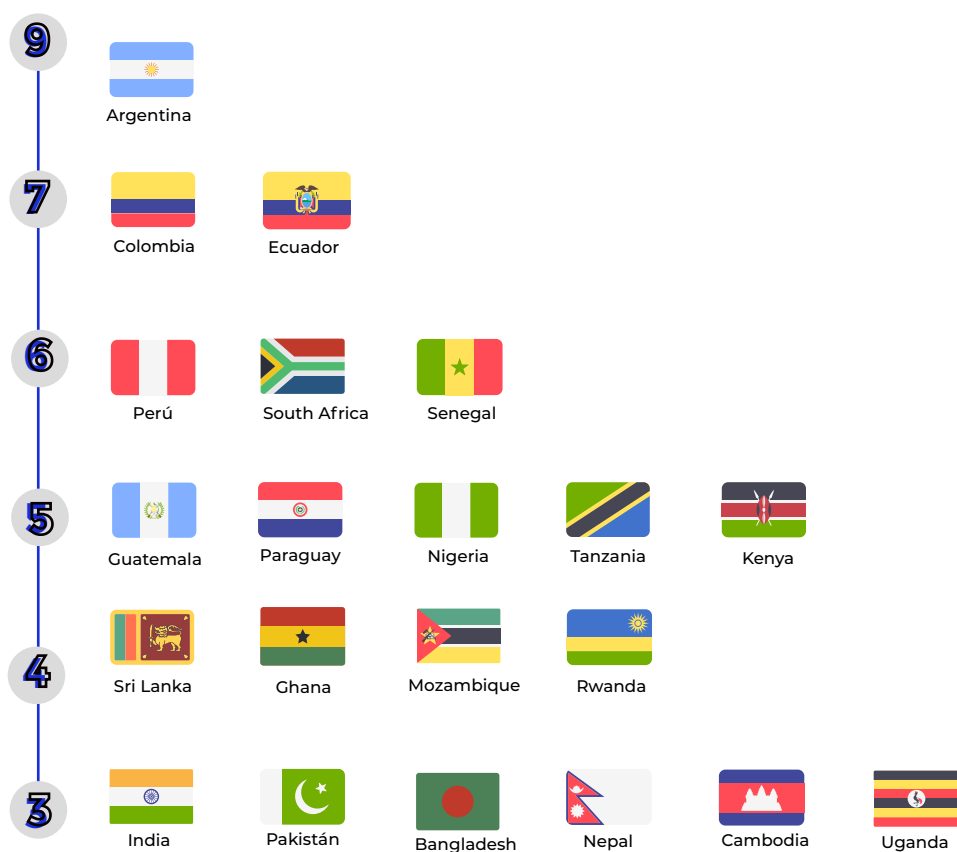 9
Argentina
7
Colombia Ecuador
6
Perú South Africa Senegal
5
Guatemala Paraguay Nigeria Tanzania Kenya
4
Sri Lanka Ghana Mozambique Rwanda
3
India Pakistán Bangladesh Nepal Cambodia Uganda